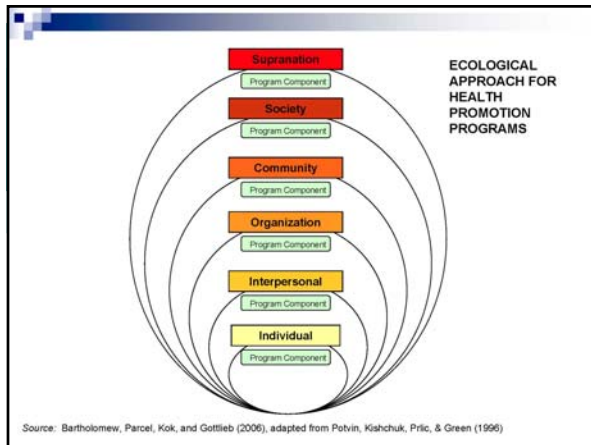 Supranation
Program Component
Society
Program Component
Community
Program Component
Organization
Program Component
Interpersonal
Program Component
Individual
Program Component
ECOLOGICAL
APPROACH FOR
HEALTH
PROMOTION
PROGRAMS
Source: Bartholomew, Parcel, Kok, and Gottlieb (2006), adapted from Potvin, Kishchuk, Prlic, & Green (1996)